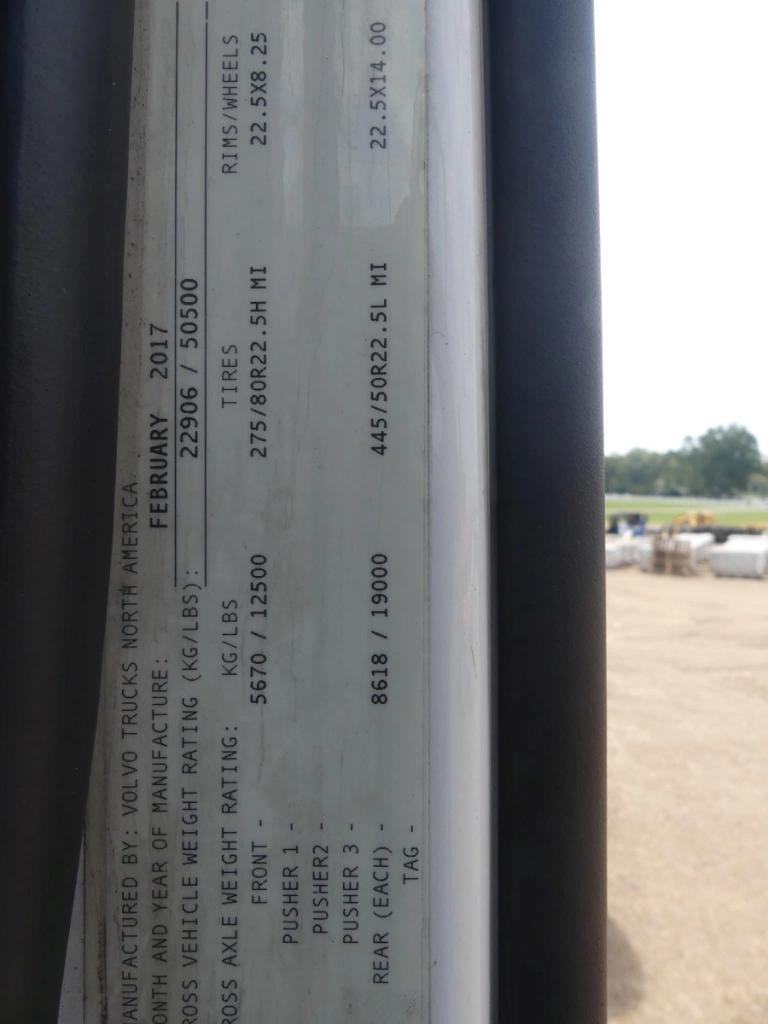 ANUFACTURED BY: VOLVO TRUCKS NORTH AMERICA
ONTH AND YEAR OF MANUFACTURE: FEBRUARY 2017
ROSS VEHICLE WEIGHT RATING (KG/LBS): 22906 / 50500
ROSS AXLE WEIGHT RATING: KG/LBS TIRES RIMS/WHEELS
FRONT - 5670 / 12500 275/80R22.5H MI 22.5X8.25
PUSHER 1 -
PUSHER2 -
PUSHER 3 -
REAR (EACH) - 8618 / 19000 445/50R22.5L MI 22.5X14.00
TAG -